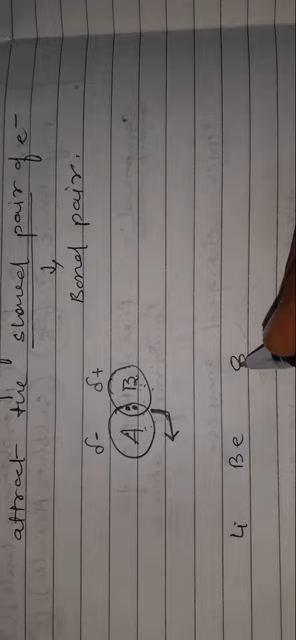 attract the shared pair of e-
↓
Bond pair.
δ- δ+
A : B
Li Be B